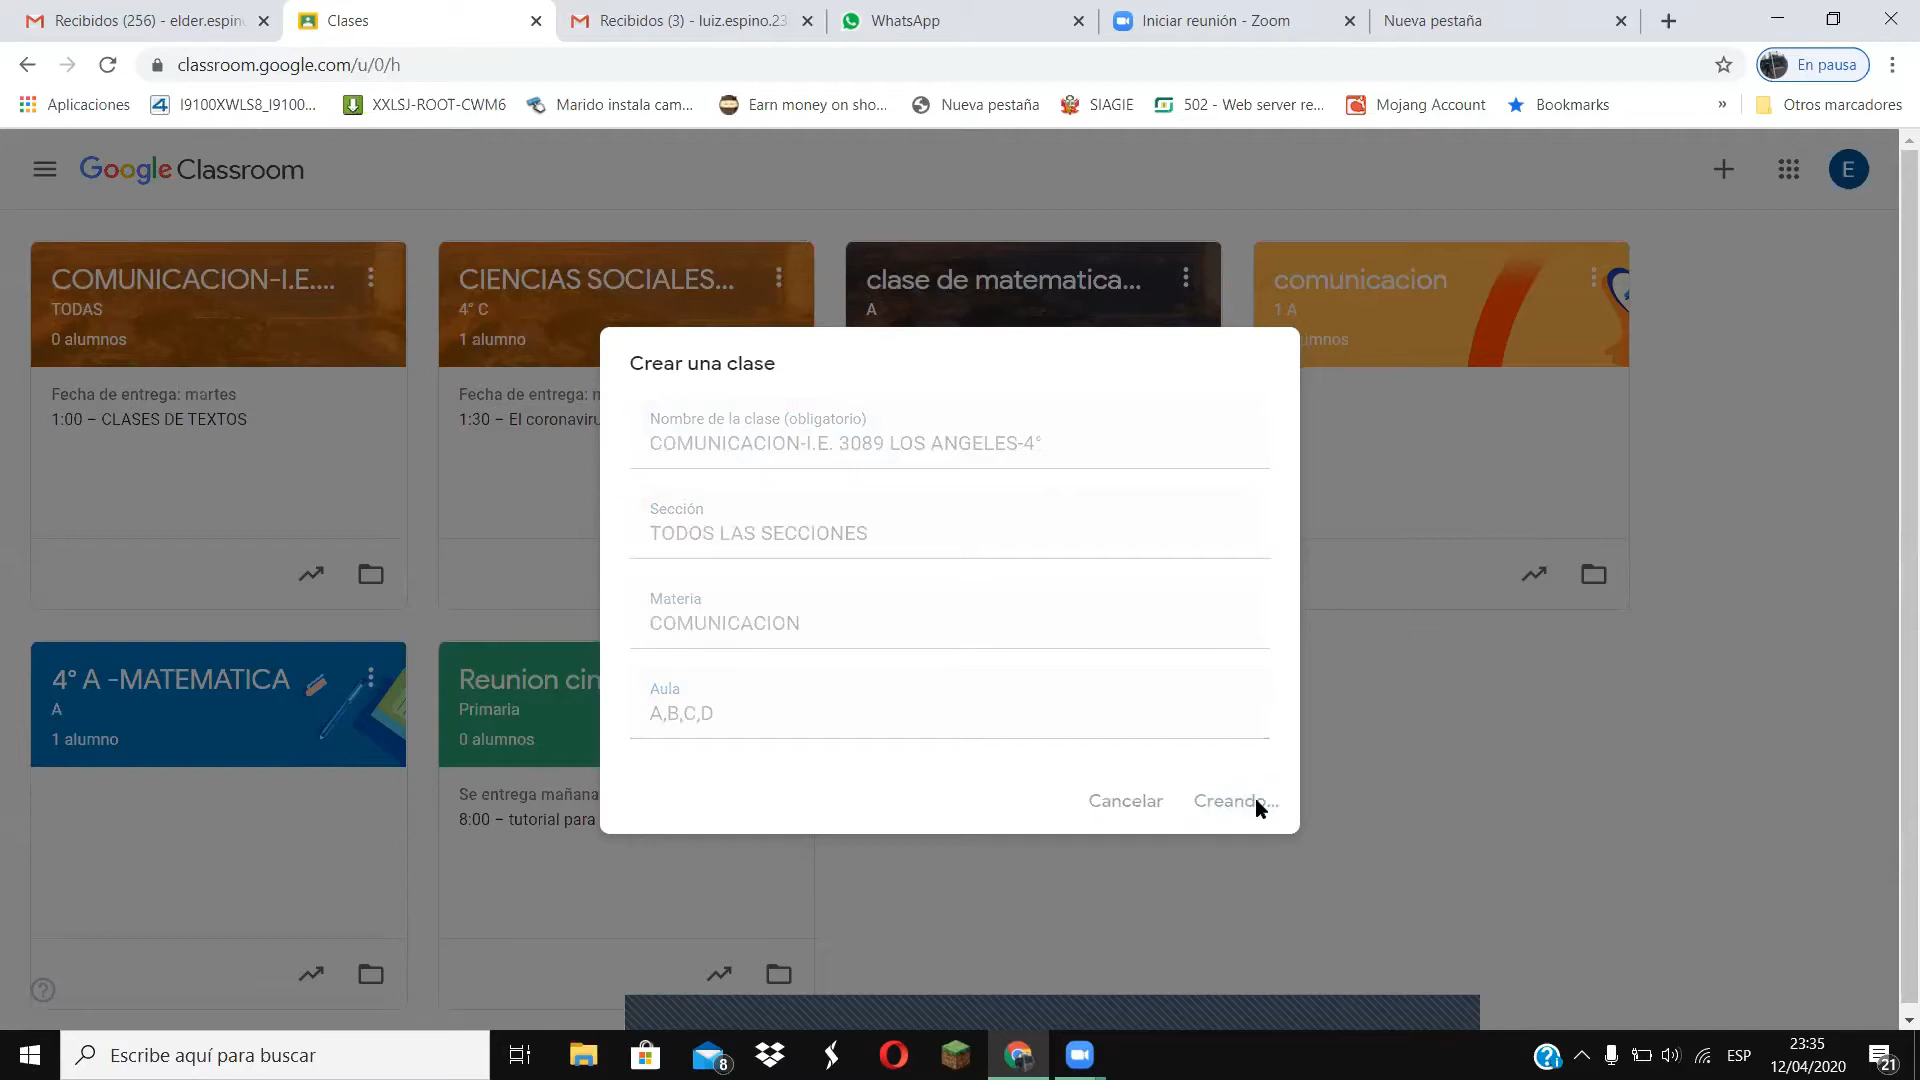 Recibidos (256) - elder.espin
Clases
Recibidos (3) - luiz.espino.23
WhatsApp
Iniciar reunión - Zoom
Nueva pestaña
classroom.google.com/u/0/h
En pausa
Aplicaciones
I9100XWLS8_I9100...
XXLSJ-ROOT-CWM6
Marido instala cam...
Earn money on sho...
Nueva pestaña
SIAGIE
502 - Web server re...
Mojang Account
Bookmarks
»
Otros marcadores
Google Classroom
E
COMUNICACION-I.E....
TODAS
0 alumnos
Fecha de entrega: martes
1:00 – CLASES DE TEXTOS
CIENCIAS SOCIALES...
4° C
1 alumno
Fecha de entrega: m
1:30 – El coronaviru
clase de matematica...
A
comunicacion
1 A
umnos
Crear una clase
Nombre de la clase (obligatorio)
COMUNICACION-I.E. 3089 LOS ANGELES-4°
Sección
TODOS LAS SECCIONES
Materia
COMUNICACION
Aula
A,B,C,D
Cancelar
Creando...
4° A -MATEMATICA
A
1 alumno
Reunion cin
Primaria
0 alumnos
Se entrega mañana
8:00 – tutorial para
Escribe aquí para buscar
8
ESP
23:35
12/04/2020
21